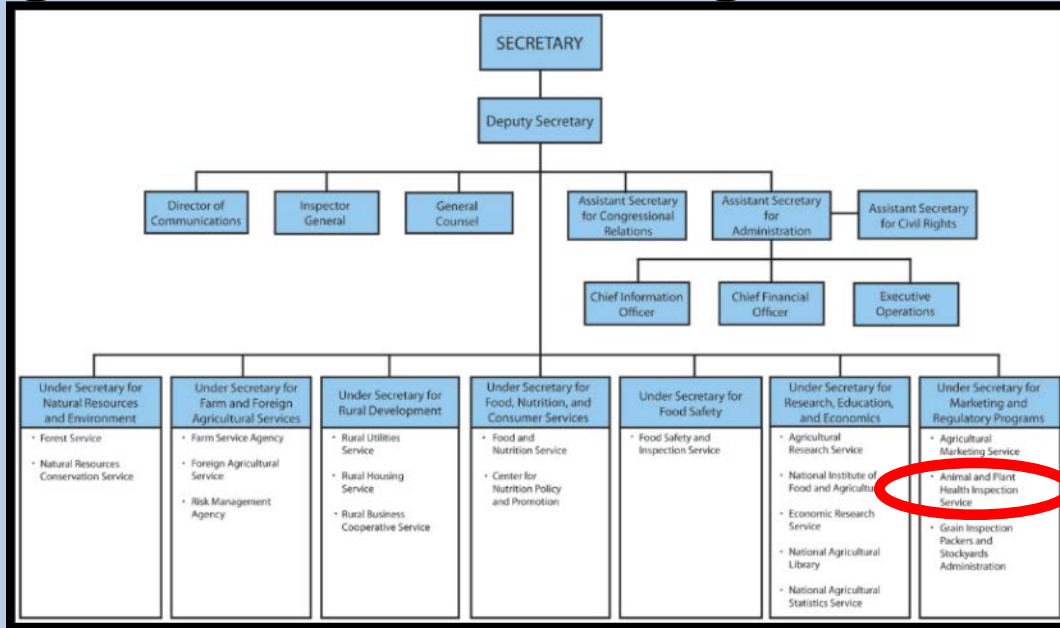 SECRETARY
Deputy Secretary
Director of
Communications
Inspector
General
General
Counsel
Assistant Secretary
for Congressional
Relations
Assistant Secretary
for
Administration
Assistant Secretary
for Civil Rights
Chief Information
Officer
Chief Financial
Officer
Executive
Operations
Under Secretary for
Natural Resources
and Environment
• Forest Service
• Natural Resources
Conservation Service
Under Secretary for
Farm and Foreign
Agricultural Services
• Farm Service Agency
• Foreign Agricultural
Service
• Risk Management
Agency
Under Secretary for
Rural Development
• Rural Utilities
Service
• Rural Housing
Service
• Rural Business
Cooperative Service
Under Secretary for
Food, Nutrition, and
Consumer Services
• Food and
Nutrition Service
• Center for
Nutrition Policy
and Promotion
Under Secretary for
Food Safety
• Food Safety and
Inspection Service
Under Secretary for
Research, Education,
and Economics
• Agricultural
Research Service
• National Institute of
Food and Agricultur
• Economic Research
Service
• National Agricultural
Library
• National Agricultural
Statistics Service
Under Secretary for
Marketing and
Regulatory Programs
• Agricultural
Marketing Service
• Animal and Plant
Health Inspection
Service
• Grain Inspection
Packers and
Stockyards
Administration